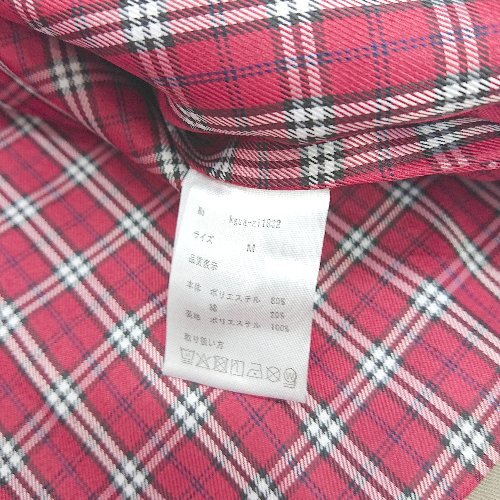 No
サイズ M
品質表示
本体 ポリエステル 80%
綿 20%
裏地 ポリエステル 100%
取り扱い方